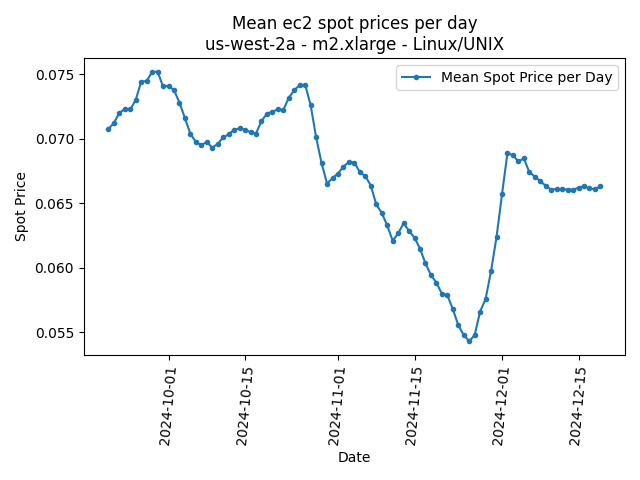 Mean ec2 spot prices per day
us-west-2a - m2.xlarge - Linux/UNIX
Mean Spot Price per Day
0.075
0.070
0.065
0.060
0.055
Spot Price
2024-10-01
2024-10-15
2024-11-01
2024-11-15
2024-12-01
2024-12-15
Date